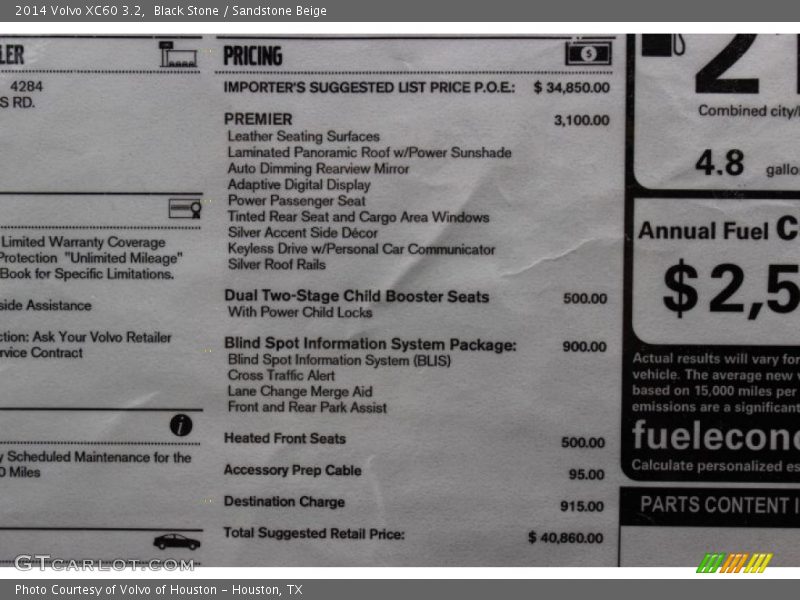 2014 Volvo XC60 3.2, Black Stone / Sandstone Beige
LER
4284
S RD.
Limited Warranty Coverage
Protection "Unlimited Mileage"
Book for Specific Limitations.
side Assistance
ction: Ask Your Volvo Retailer
rvice Contract
i
y Scheduled Maintenance for the
0 Miles
PRICING
$
IMPORTER'S SUGGESTED LIST PRICE P.O.E.: $ 34,850.00
PREMIER 3,100.00
Leather Seating Surfaces
Laminated Panoramic Roof w/Power Sunshade
Auto Dimming Rearview Mirror
Adaptive Digital Display
Power Passenger Seat
Tinted Rear Seat and Cargo Area Windows
Silver Accent Side Décor
Keyless Drive w/Personal Car Communicator
Silver Roof Rails
Dual Two-Stage Child Booster Seats 500.00
With Power Child Locks
Blind Spot Information System Package: 900.00
Blind Spot Information System (BLIS)
Cross Traffic Alert
Lane Change Merge Aid
Front and Rear Park Assist
Heated Front Seats 500.00
Accessory Prep Cable 95.00
Destination Charge 915.00
Total Suggested Retail Price: $ 40,860.00
2
Combined city/
4.8 gallo
Annual Fuel C
$2,5
Actual results will vary for
vehicle. The average new
based on 15,000 miles per
emissions are a significant
fueleconо
Calculate personalized es
PARTS CONTENT I
GTCARLOT.COM
Photo Courtesy of Volvo of Houston - Houston, TX